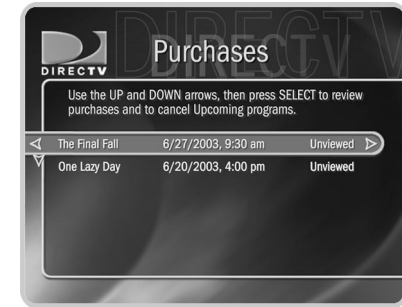 DIRECTV
DIRECTV
Purchases
Use the UP and DOWN arrows, then press SELECT to review
purchases and to cancel Upcoming programs.
The Final Fall 6/27/2003, 9:30 am Unviewed
One Lazy Day 6/20/2003, 4:00 pm Unviewed